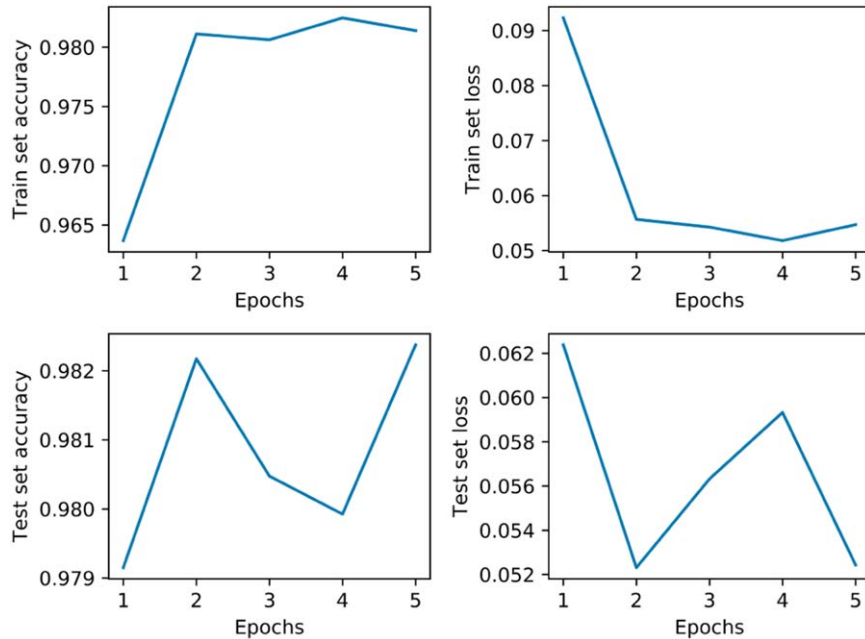 Train set accuracy
0.980
0.975
0.970
0.965
1 2 3 4 5
Epochs
Train set loss
0.09
0.08
0.07
0.06
0.05
1 2 3 4 5
Epochs
Test set accuracy
0.982
0.981
0.980
0.979
1 2 3 4 5
Epochs
Test set loss
0.062
0.060
0.058
0.056
0.054
0.052
1 2 3 4 5
Epochs